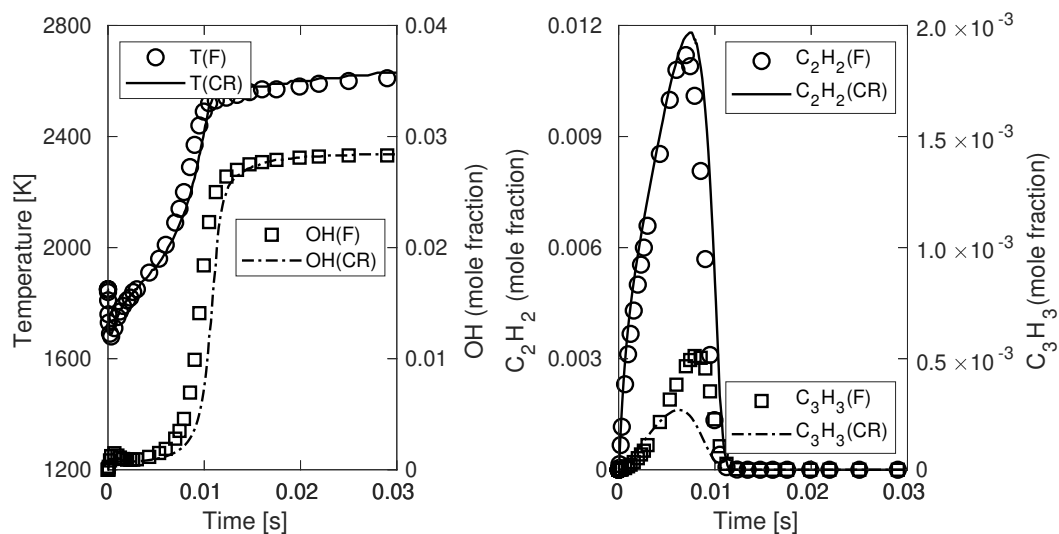 2800
2400
2000
1600
1200
Temperature [K]
T(F)
T(CR)
OH(F)
OH(CR)
0.04
0.03
0.02
0.01
0
OH (mole fraction)
0
0.01
0.02
0.03
Time [s]
0.012
0.009
0.006
0.003
0
C₂H₂ (mole fraction)
C₂H₂(F)
C₂H₂(CR)
C₃H₃(F)
C₃H₃(CR)
2.0 ×10⁻³
1.5 ×10⁻³
1.0 ×10⁻³
0.5 ×10⁻³
0
C₃H₃(mole fraction)
0
0.01
0.02
0.03
Time [s]